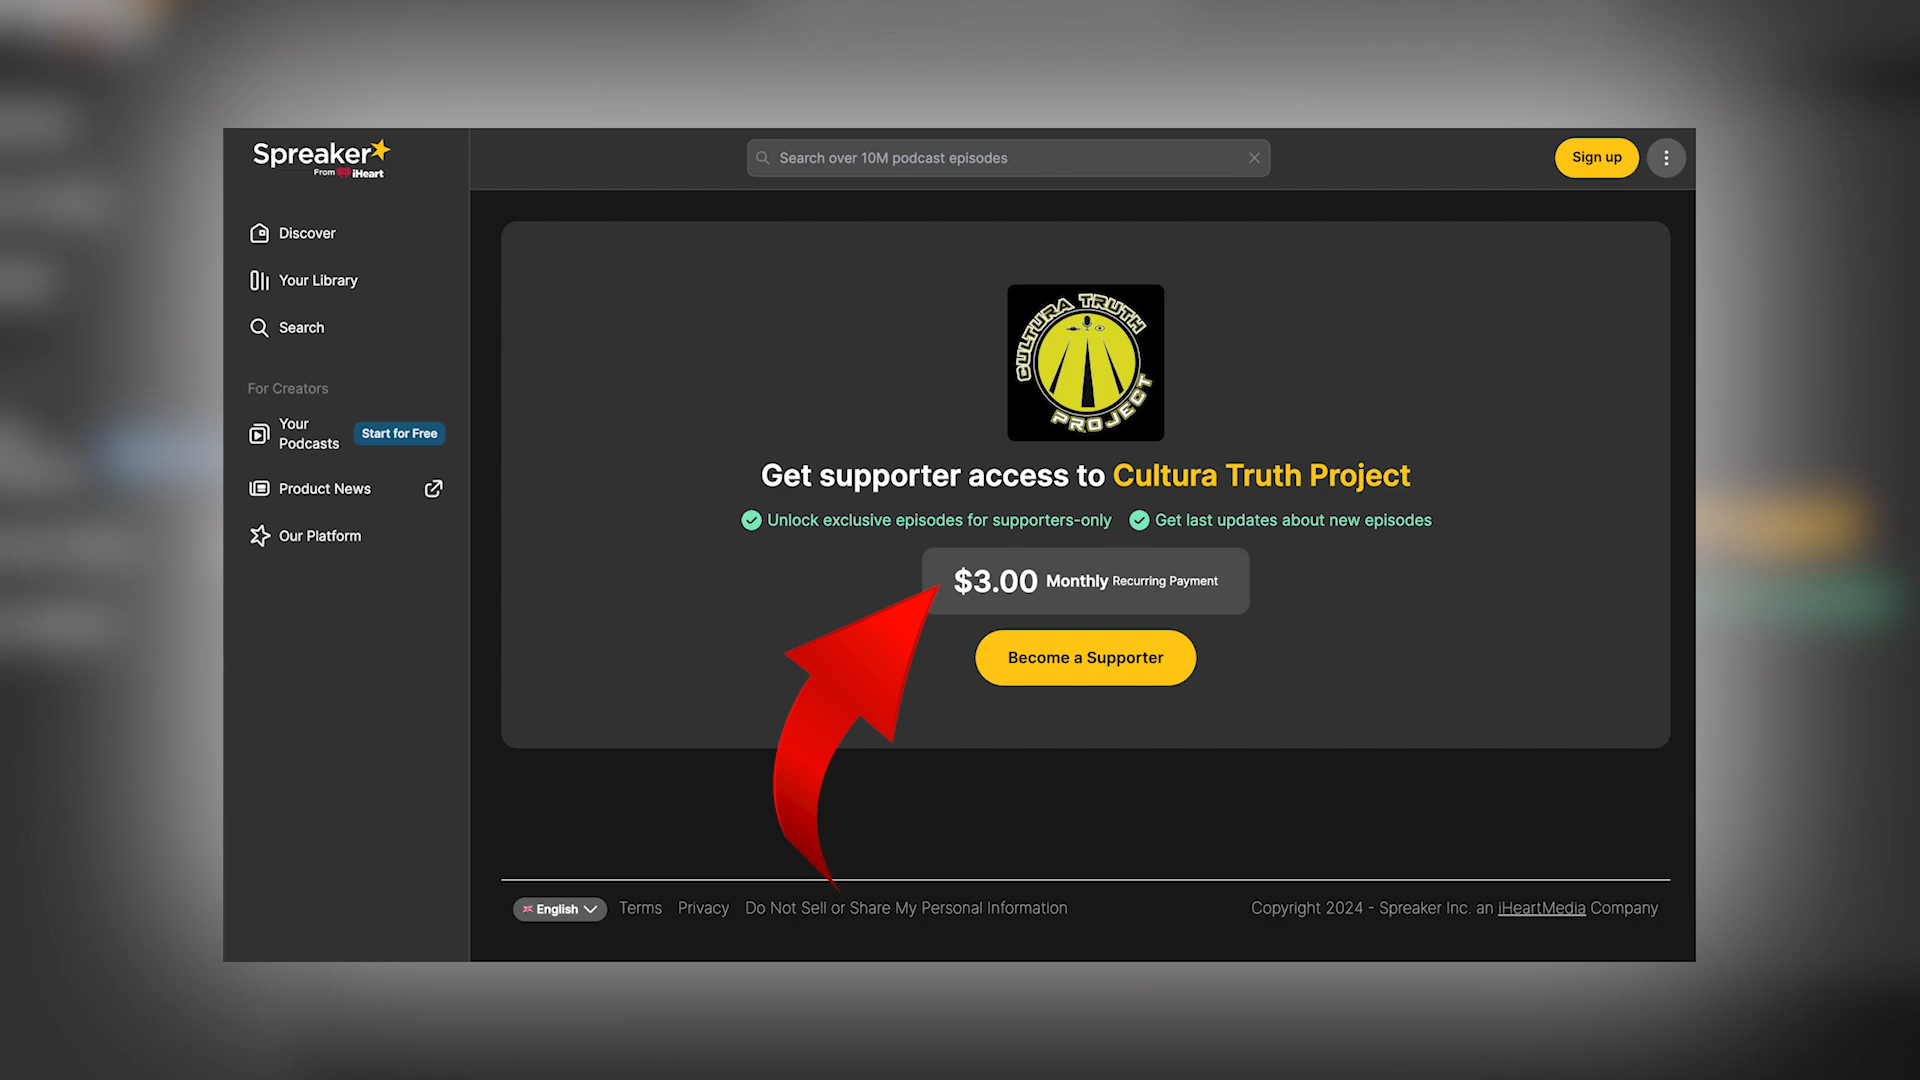 Spreaker
From iHeart
Search over 10M podcast episodes
Sign up
Discover
Your Library
Search
For Creators
Your
Podcasts
Start for Free
Product News
Our Platform
CULTURA TRUTH
PROJECT
Get supporter access to Cultura Truth Project
Unlock exclusive episodes for supporters-only
Get last updates about new episodes
$3.00 Monthly Recurring Payment
Become a Supporter
English
Terms
Privacy
Do Not Sell or Share My Personal Information
Copyright 2024 - Spreaker Inc. an iHeartMedia Company